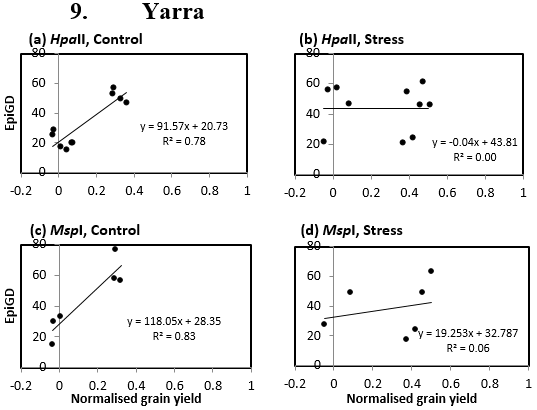 9. Yarra
(a) HpaII, Control
(b) HpaII, Stress
80
60
40
20
0
EpiGD
y = 91.57x + 20.73
R² = 0.78
-0.2 0 0.2 0.4 0.6 0.8 1
80
60
40
20
0
y = -0.04x + 43.81
R² = 0.00
-0.2 0 0.2 0.4 0.6 0.8 1
(c) MspI, Control
(d) MspI, Stress
80
60
40
20
0
EpiGD
y = 118.05x + 28.35
R² = 0.83
-0.2 0 0.2 0.4 0.6 0.8 1
Normalised grain yield
80
60
40
20
0
y = 19.253x + 32.787
R² = 0.06
-0.2 0 0.2 0.4 0.6 0.8 1
Normalised grain yield